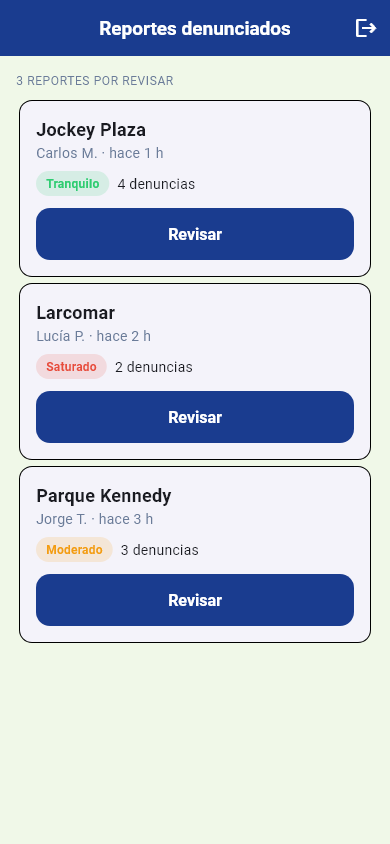 Reportes denunciados
3 REPORTES POR REVISAR
Jockey Plaza
Carlos M. · hace 1 h
Tranquilo 4 denuncias
Revisar
Larcomar
Lucía P. · hace 2 h
Saturado 2 denuncias
Revisar
Parque Kennedy
Jorge T. · hace 3 h
Moderado 3 denuncias
Revisar